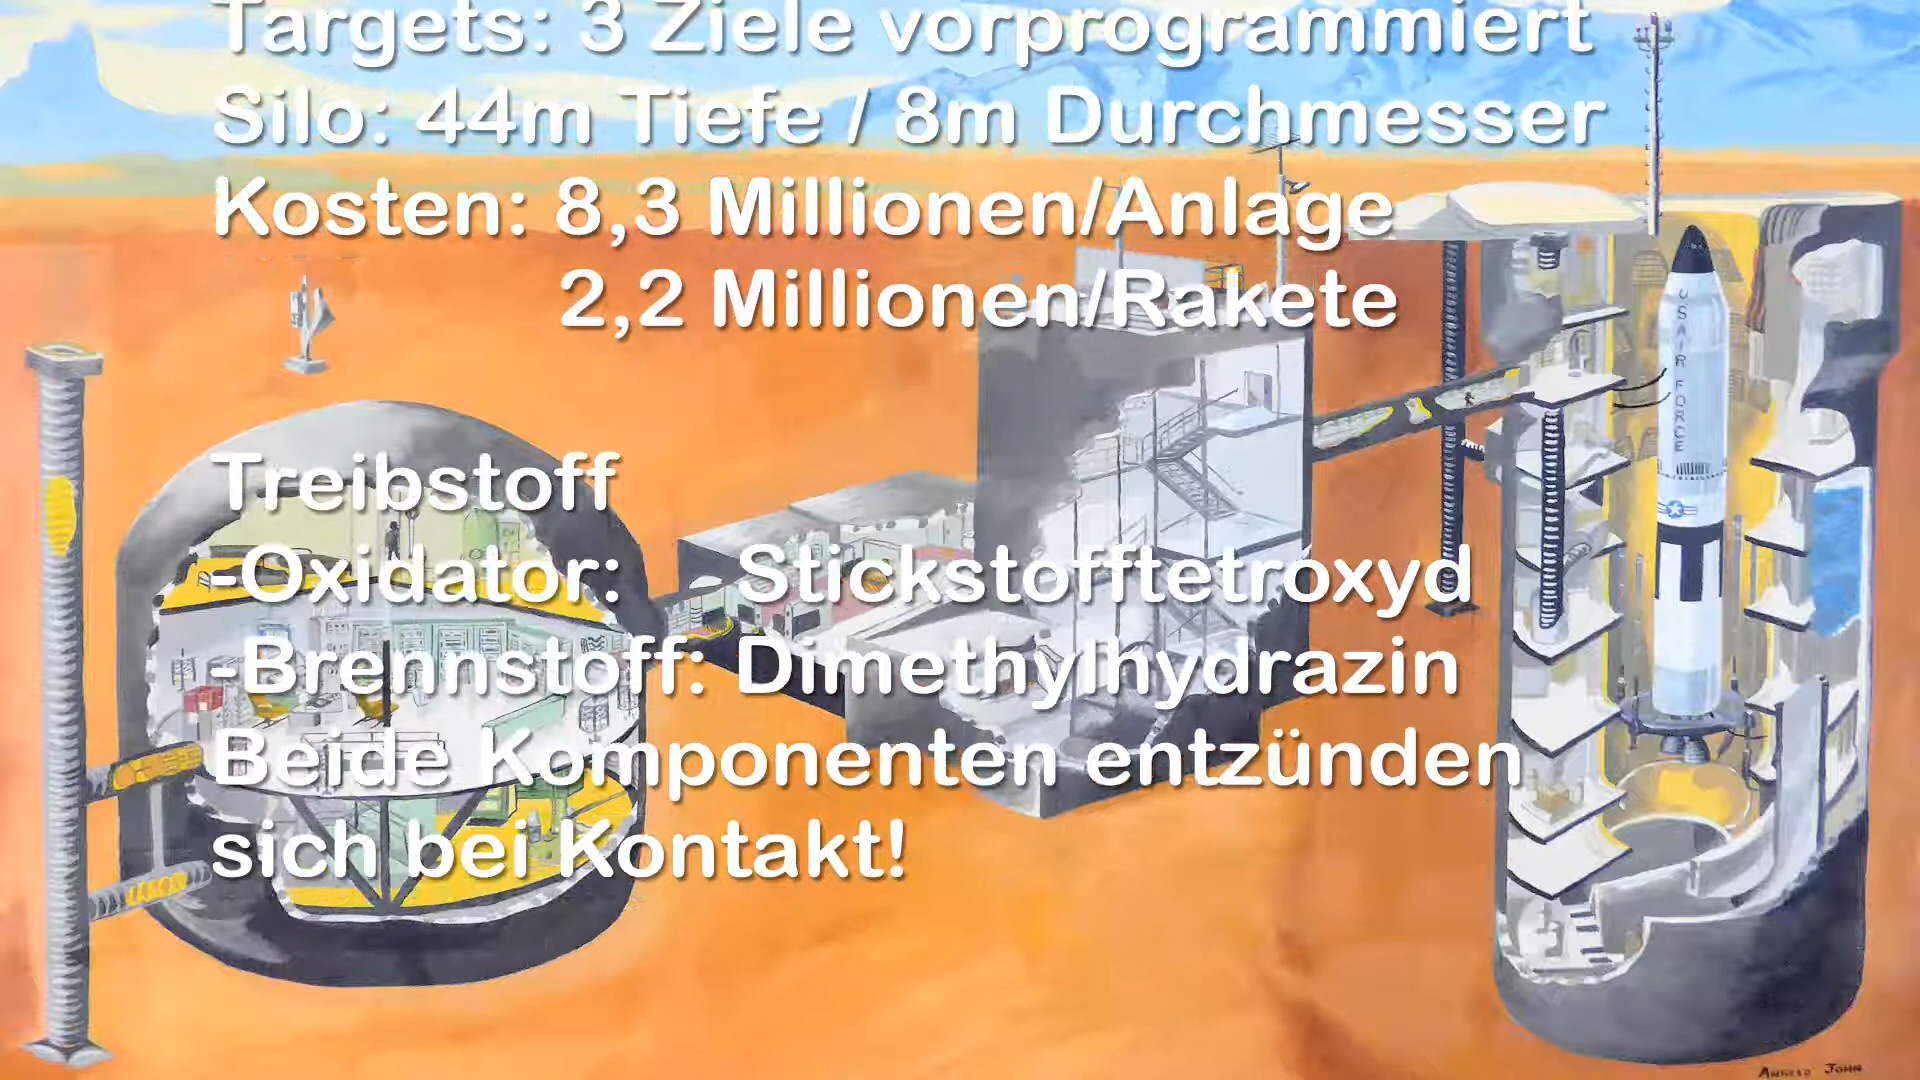 Targets: 3 Ziele vorprogrammiert
Silo: 44m Tiefe / 8m Durchmesser
Kosten: 8,3 Millionen/Anlage
2,2 Millionen/Rakete
Treibstoff
-Oxidator: Stickstofftetroxyd
-Brennstoff: Dimethylhydrazin
Beide Komponenten entzünden
sich bei Kontakt!
U S AIR FORCE
JOHN